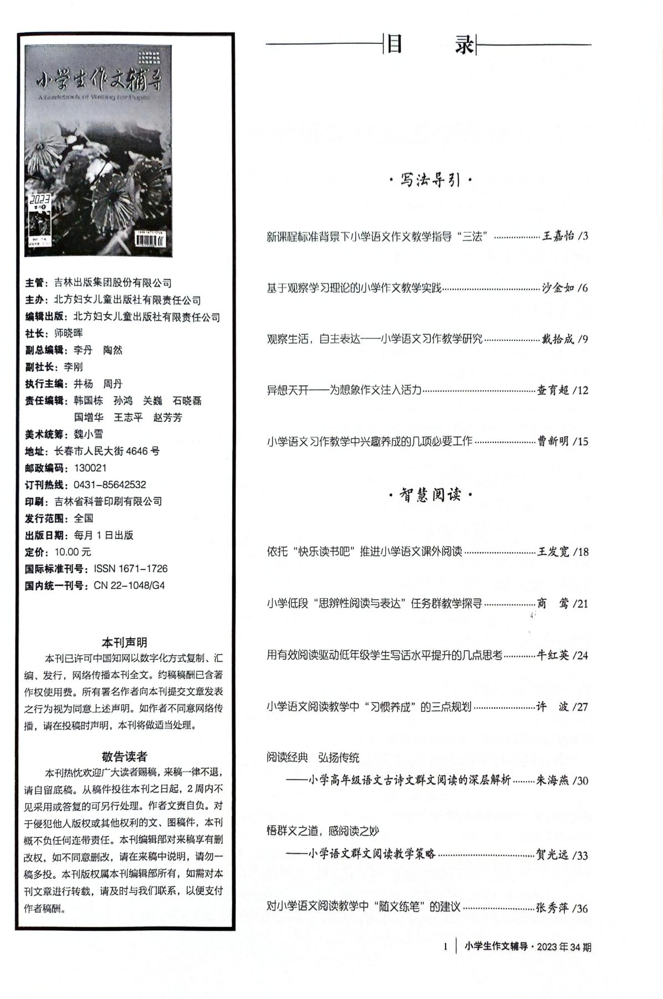 小学生作文辅导
A Guidebook of Writing for Pupils
2023
ISSN 1671-1726
主管：吉林出版集团股份有限公司
主办：北方妇女儿童出版社有限责任公司
编辑出版：北方妇女儿童出版社有限责任公司
社长：师晓晖
副总编辑：李丹　陶然
副社长：李刚
执行主编：井杨　周丹
责任编辑：韩国栋　孙鸿　关巍　石晓磊
国增华　王志平　赵芳芳
美术统筹：魏小雪
地址：长春市人民大街 4646 号
邮政编码：130021
订刊热线：0431-85642532
印刷：吉林省科普印刷有限公司
发行范围：全国
出版日期：每月 1 日出版
定价：10.00 元
国际标准刊号：ISSN 1671-1726
国内统一刊号：CN 22-1048/G4
本刊声明
本刊已许可中国知网以数字化方式复制、汇
编、发行，网络传播本刊全文。约稿稿酬已含著
作权使用费。所有署名作者向本刊提交文章发表
之行为视为同意上述声明。如作者不同意网络传
播，请在投稿时声明，本刊将做适当处理。
敬告读者
本刊热忱欢迎广大读者赐稿，来稿一律不退，
请自留底稿。从稿件投往本刊之日起，2 周内不
见采用或答复的可另行处理。作者文责自负。对
于侵犯他人版权或其他权利的文、图稿件，本刊
概不负任何连带责任。本刊编辑部对来稿享有删
改权，如不同意删改，请在来稿中说明，请勿一
稿多投。本刊版权属本刊编辑部所有，如需对本
刊文章进行转载，请及时与我们联系，以便支付
作者稿酬。
目　录
·写法导引·
新课程标准背景下小学语文作文教学指导“三法”………………王嘉怡 /3
基于观察学习理论的小学作文教学实践………………沙金如 /6
观察生活，自主表达——小学语文习作教学研究………………戴拾成 /9
异想天开——为想象作文注入活力………………查育超 /12
小学语文习作教学中兴趣养成的几项必要工作………………曹新明 /15
·智慧阅读·
依托“快乐读书吧”推进小学语文课外阅读………………王发宽 /18
小学低段“思辨性阅读与表达”任务群教学探寻………………商　莺 /21
用有效阅读驱动低年级学生写话水平提升的几点思考…………牛红英 /24
小学语文阅读教学中“习惯养成”的三点规划………………许　波 /27
阅读经典　弘扬传统
——小学高年级语文古诗文群文阅读的深层解析………朱海燕 /30
悟群文之道，感阅读之妙
——小学语文群文阅读教学策略………………贺光远 /33
对小学语文阅读教学中“随文练笔”的建议………………张秀萍 /36
1 | 小学生作文辅导·2023 年 34 期